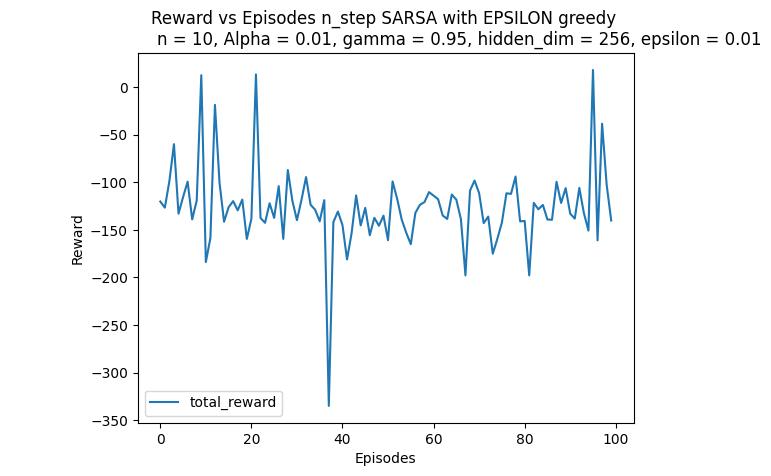 Reward vs Episodes n_step SARSA with EPSILON greedy
n = 10, Alpha = 0.01, gamma = 0.95, hidden_dim = 256, epsilon = 0.01
0
−50
−100
−150
−200
−250
−300
−350
Reward
total_reward
0 20 40 60 80 100
Episodes